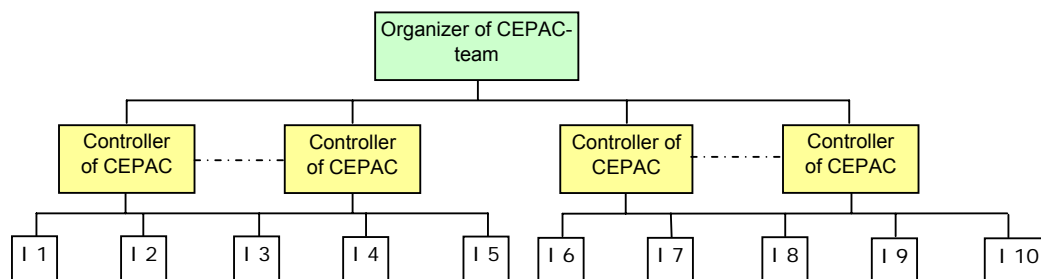 Organizer of CEPAC-
team
Controller
of CEPAC
Controller
of CEPAC
Controller of
CEPAC
Controller
of CEPAC
I 1
I 2
I 3
I 4
I 5
I 6
I 7
I 8
I 9
I 10